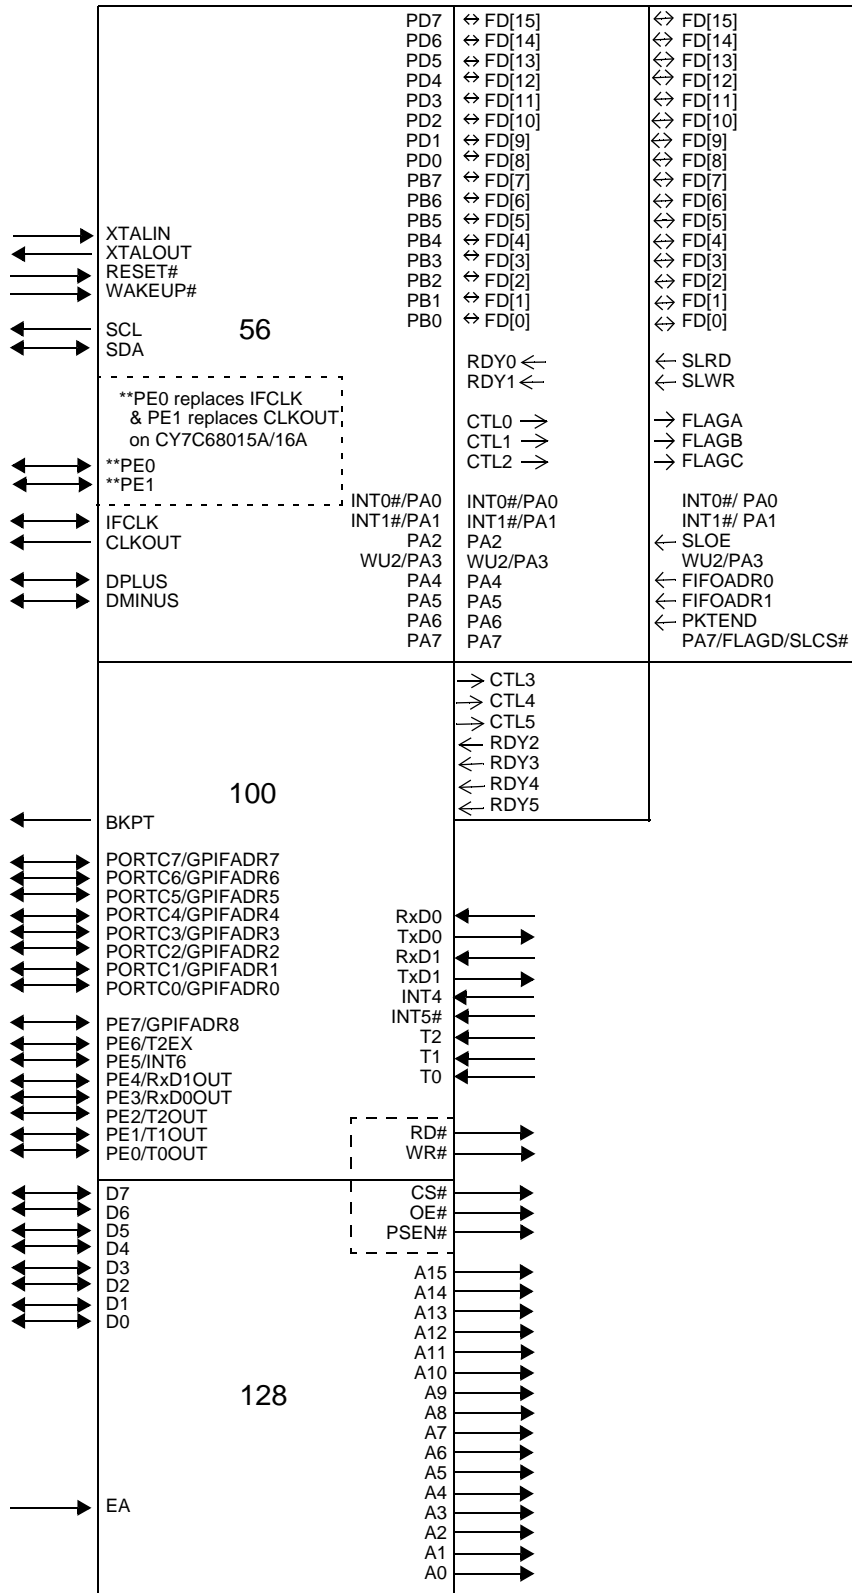 PD7 FD[15] FD[15]
PD6 FD[14] FD[14]
PD5 FD[13] FD[13]
PD4 FD[12] FD[12]
PD3 FD[11] FD[11]
PD2 FD[10] FD[10]
PD1 FD[9] FD[9]
PD0 FD[8] FD[8]
PB7 FD[7] FD[7]
PB6 FD[6] FD[6]
PB5 FD[5] FD[5]
PB4 FD[4] FD[4]
PB3 FD[3] FD[3]
PB2 FD[2] FD[2]
PB1 FD[1] FD[1]
PB0 FD[0] FD[0]
XTALIN
XTALOUT
RESET#
WAKEUP#
SCL
SDA
56
RDY0 SLRD
RDY1 SLWR
**PE0 replaces IFCLK
& PE1 replaces CLKOUT
on CY7C68015A/16A
CTL0 FLAGA
CTL1 FLAGB
CTL2 FLAGC
**PE0
**PE1
IFCLK
CLKOUT
DPLUS
DMINUS
INT0#/PA0 INT0#/PA0 INT0#/ PA0
INT1#/PA1 INT1#/PA1 INT1#/ PA1
PA2 PA2 SLOE
WU2/PA3 WU2/PA3 WU2/PA3
PA4 PA4 FIFOADR0
PA5 PA5 FIFOADR1
PA6 PA6 PKTEND
PA7 PA7 PA7/FLAGD/SLCS#
CTL3
CTL4
CTL5
RDY2
RDY3
RDY4
RDY5
100
BKPT
PORTC7/GPIFADR7
PORTC6/GPIFADR6
PORTC5/GPIFADR5
PORTC4/GPIFADR4
PORTC3/GPIFADR3
PORTC2/GPIFADR2
PORTC1/GPIFADR1
PORTC0/GPIFADR0
PE7/GPIFADR8
PE6/T2EX
PE5/INT6
PE4/RxD1OUT
PE3/RxD0OUT
PE2/T2OUT
PE1/T1OUT
PE0/T0OUT
RxD0
TxD0
RxD1
TxD1
INT4
INT5#
T2
T1
T0
RD#
WR#
CS#
OE#
PSEN#
D7
D6
D5
D4
D3
D2
D1
D0
128
EA
A15
A14
A13
A12
A11
A10
A9
A8
A7
A6
A5
A4
A3
A2
A1
A0